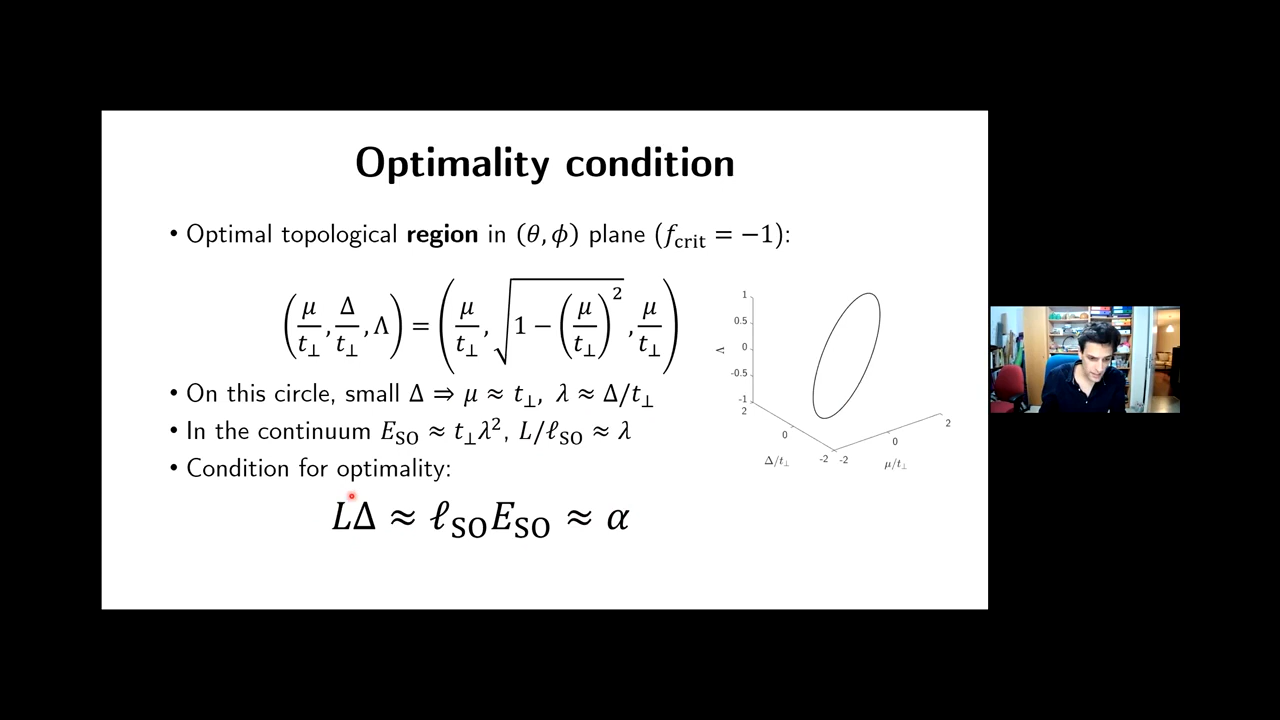 Optimality condition
• Optimal topological region in (θ, ϕ) plane (f_crit = −1):
(μ/t⊥, Δ/t⊥, Λ) = (μ/t⊥, √(1 − (μ/t⊥)²), μ/t⊥)
• On this circle, small Δ ⇒ μ ≈ t⊥, λ ≈ Δ/t⊥
• In the continuum E_SO ≈ t⊥λ², L/ℓ_SO ≈ λ
• Condition for optimality:
LΔ ≈ ℓ_SO E_SO ≈ α
1
0.5
0
-0.5
-1
Λ
2
0
-2
Δ/t⊥
-2
0
2
μ/t⊥